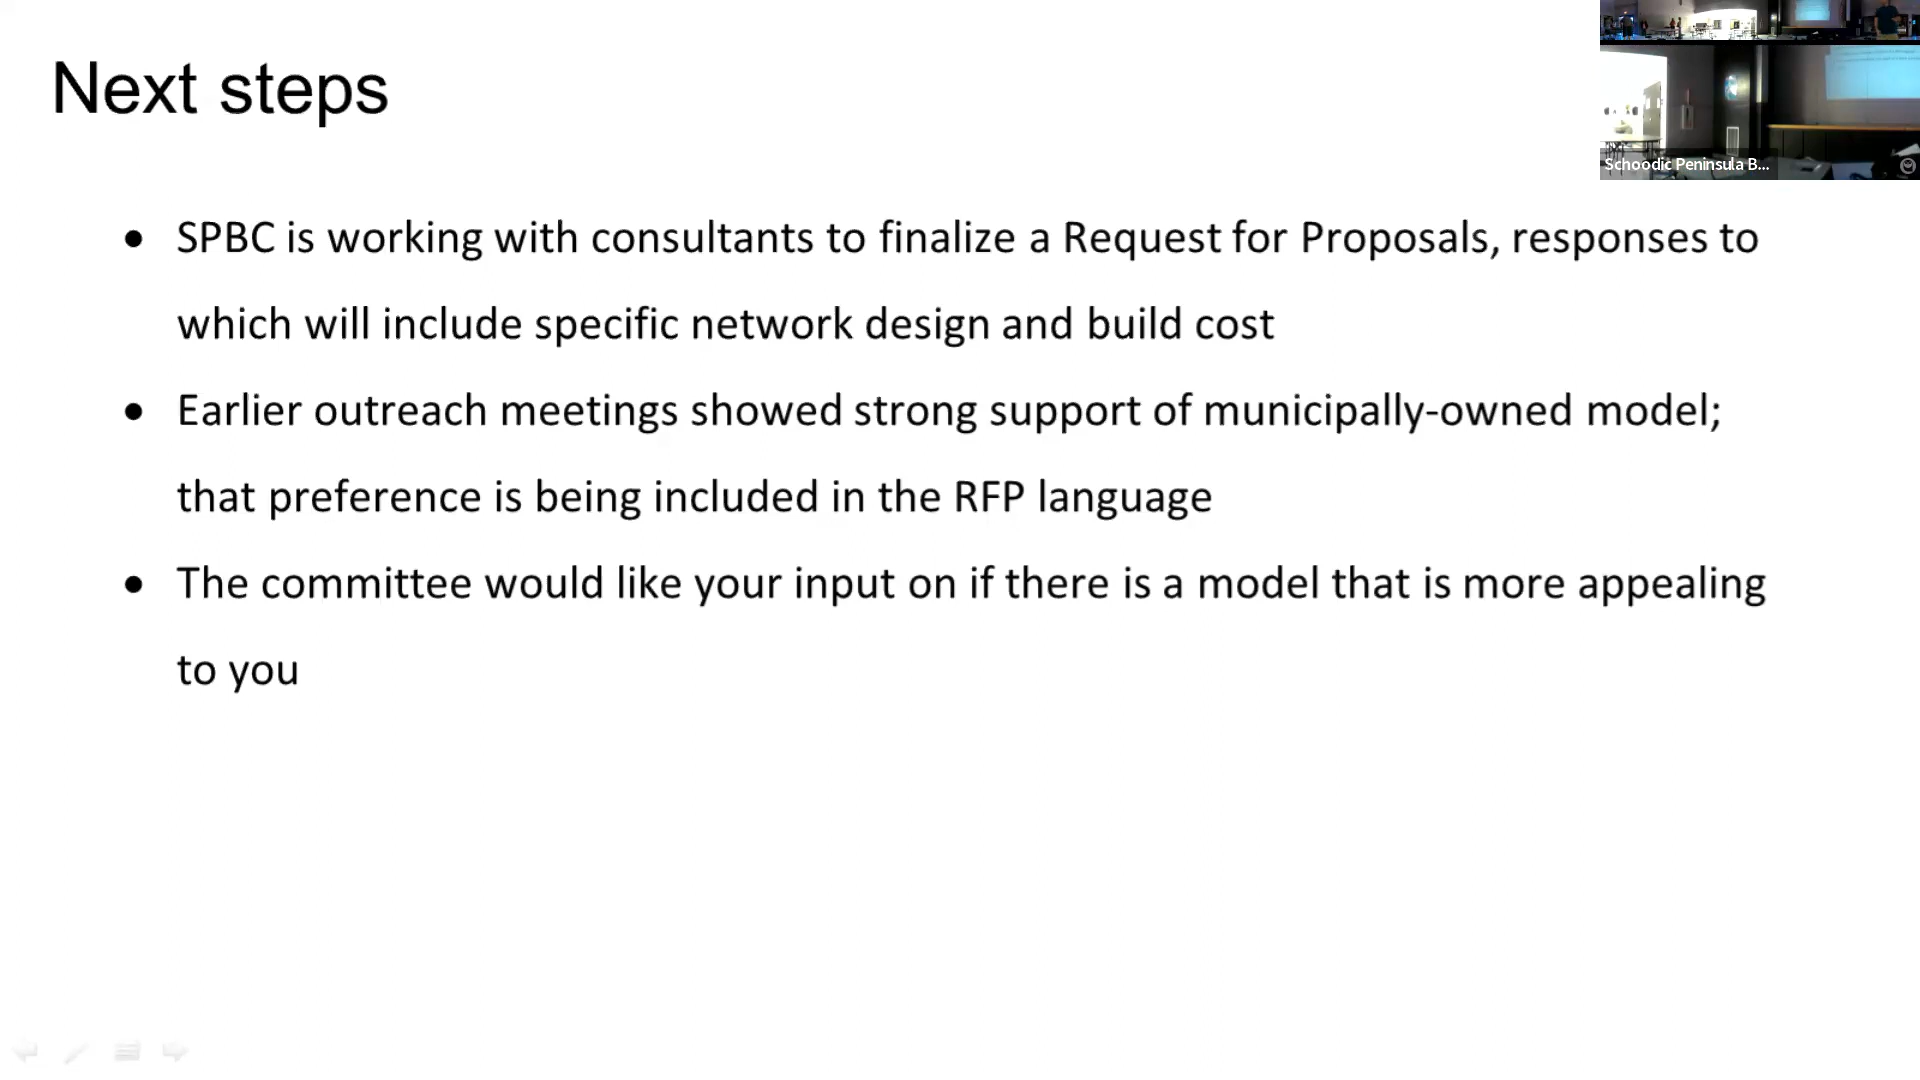 Next steps
Schoodic Peninsula B...
• SPBC is working with consultants to finalize a Request for Proposals, responses to
which will include specific network design and build cost
• Earlier outreach meetings showed strong support of municipally-owned model;
that preference is being included in the RFP language
• The committee would like your input on if there is a model that is more appealing
to you